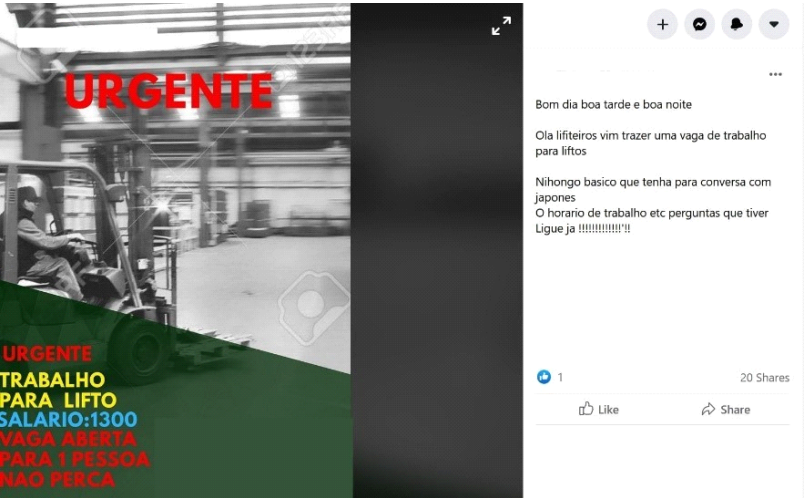 URGENTE
URGENTE
TRABALHO
PARA LIFTO
SALARIO:1300
VAGA ABERTA
PARA 1 PESSOA
NAO PERCA
Bom dia boa tarde e boa noite
Ola lifiteiros vim trazer uma vaga de trabalho
para liftos
Nihongo basico que tenha para conversa com
japones
O horario de trabalho etc perguntas que tiver
Ligue ja !!!!!!!!!!!!!'!!
1
20 Shares
Like
Share